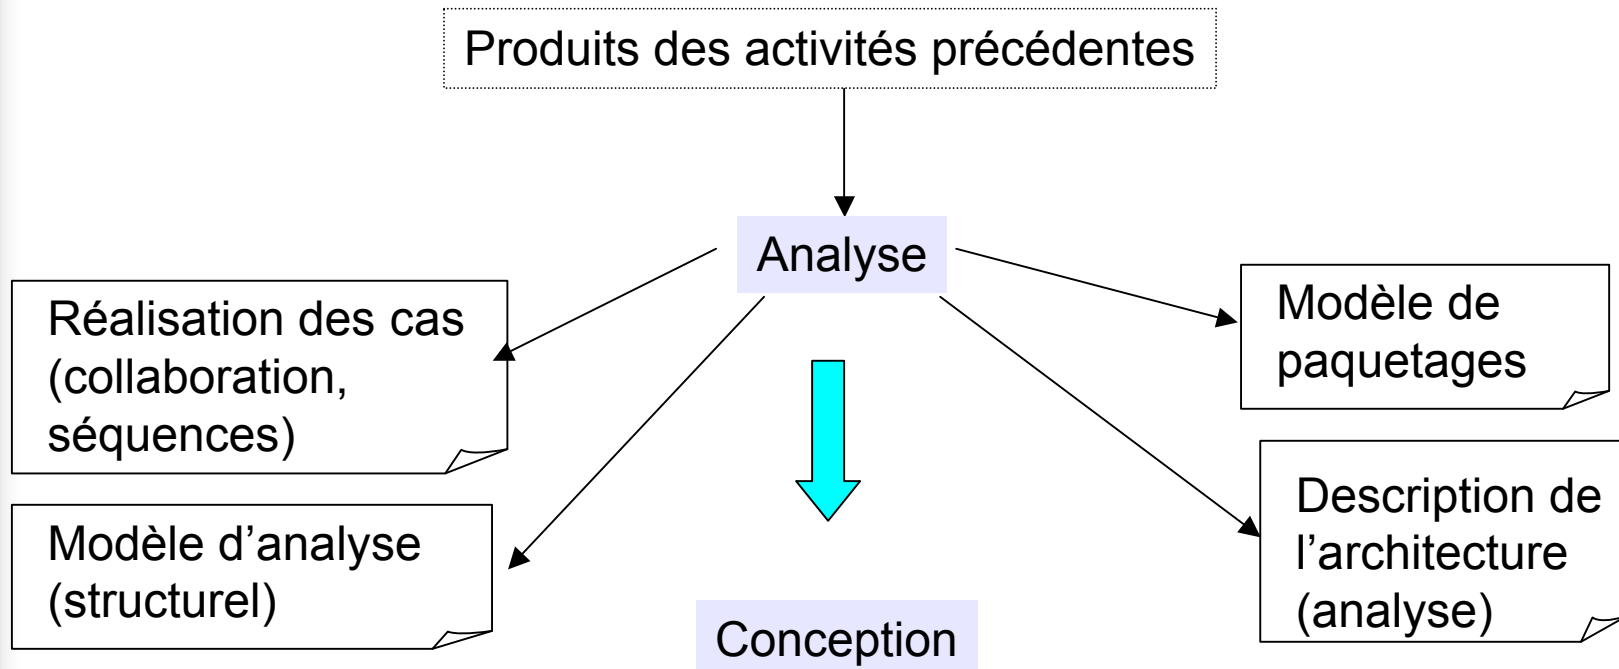 Produits des activités précédentes
Analyse
Réalisation des cas
(collaboration,
séquences)
Modèle d’analyse
(structurel)
Modèle de
paquetages
Description de
l’architecture
(analyse)
Conception